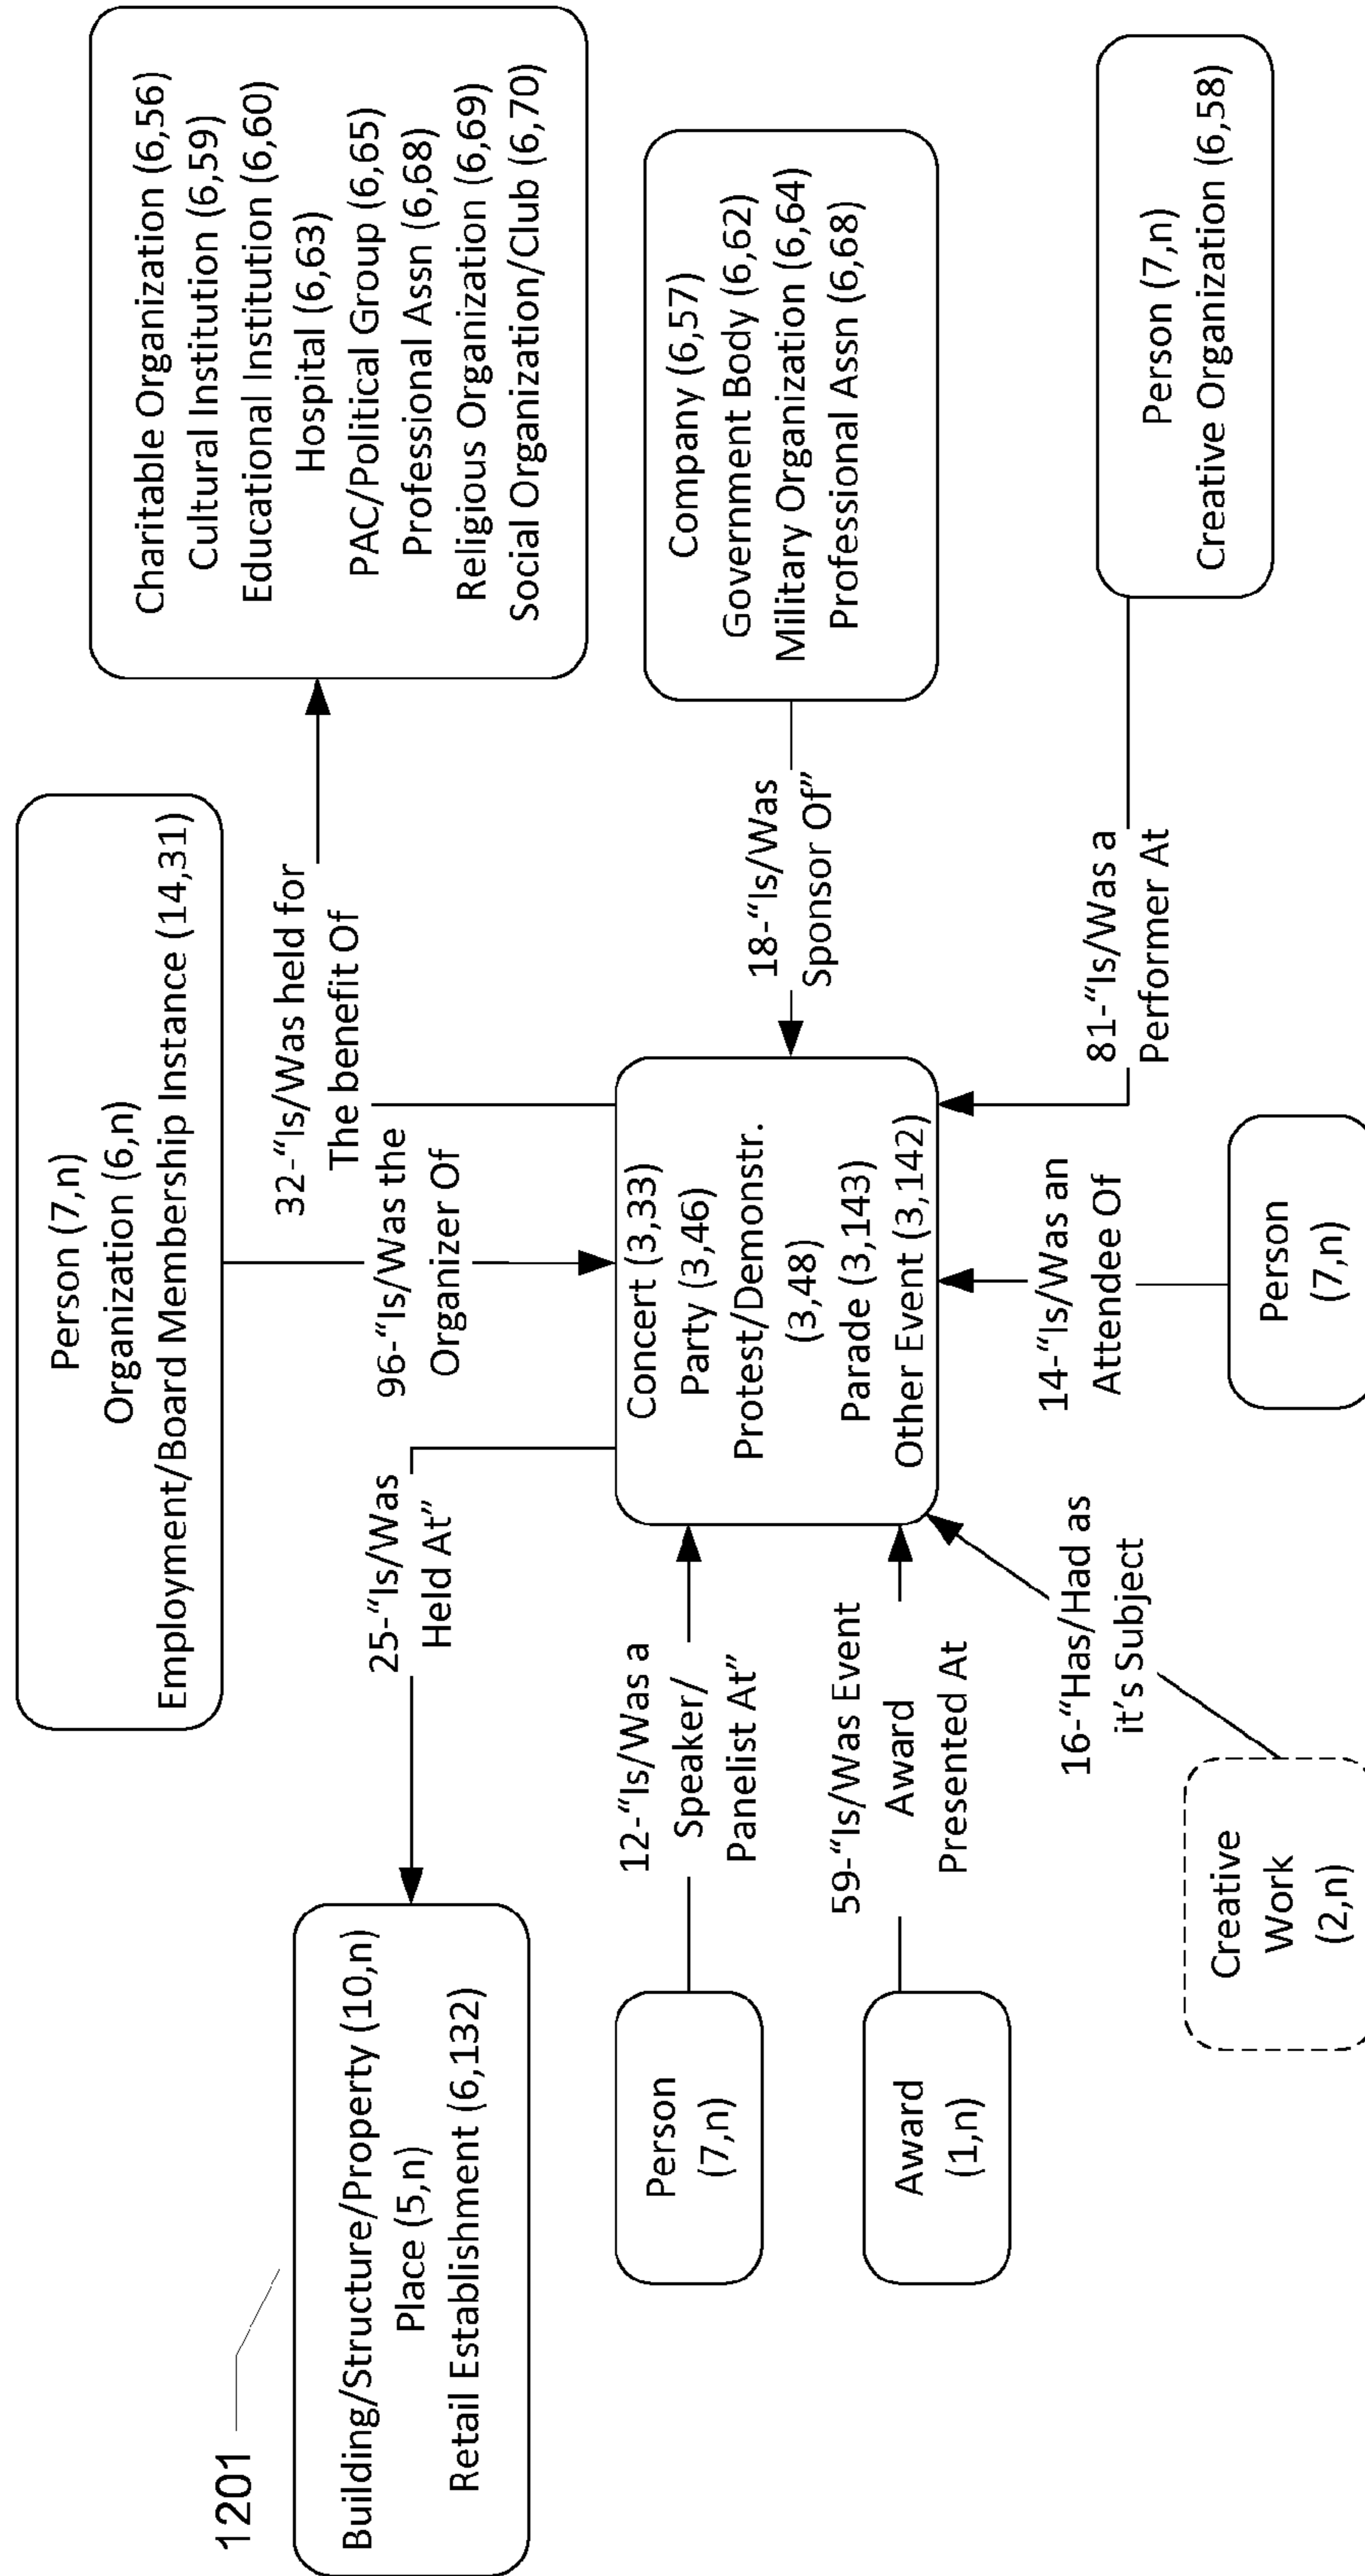 1201
Person (7,n)
Organization (6,n)
Employment/Board Membership Instance (14,31)
Charitable Organization (6,56)
Cultural Institution (6,59)
Educational Institution (6,60)
Hospital (6,63)
PAC/Political Group (6,65)
Professional Assn (6,68)
Religious Organization (6,69)
Social Organization/Club (6,70)
Building/Structure/Property (10,n)
Place (5,n)
Retail Establishment (6,132)
25-“Is/Was
Held At”
96-“Is/Was the
Organizer Of
32-“Is/Was held for
The benefit Of
Person
(7,n)
12-“Is/Was a
Speaker/
Panelist At”
Concert (3,33)
Party (3,46)
Protest/Demonstr.
(3,48)
Parade (3,143)
Other Event (3,142)
18-“Is/Was
Sponsor Of”
Company (6,57)
Government Body (6,62)
Military Organization (6,64)
Professional Assn (6,68)
Award
(1,n)
59-“Is/Was Event
Award
Presented At
Creative
Work
(2,n)
16-“Has/Had as
it’s Subject
14-“Is/Was an
Attendee Of
Person
(7,n)
81-“Is/Was a
Performer At
Person (7,n)
Creative Organization (6,58)